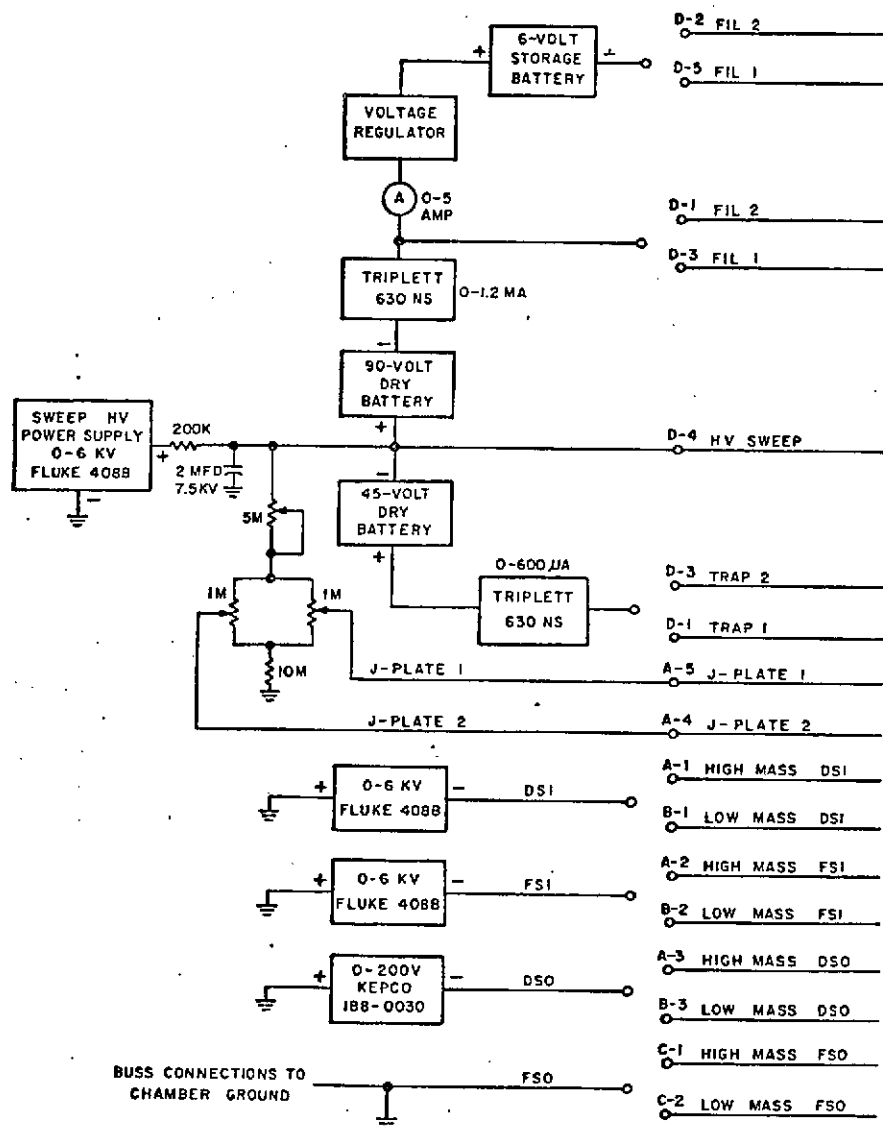 D-2 FIL 2
6-VOLT
STORAGE
BATTERY
+
-
D-5 FIL 1
VOLTAGE
REGULATOR
A
0-5
AMP
D-1 FIL 2
D-3 FIL 1
TRIPLETT
630 NS
0-1.2 MA
-
90-VOLT
DRY
BATTERY
+
SWEEP HV
POWER SUPPLY
0-6 KV
FLUKE 408B
+
-
200K
2 MFD
7.5KV
D-4 HV SWEEP
-
45-VOLT
DRY
BATTERY
+
5M
0-600 µA
TRIPLETT
630 NS
D-3 TRAP 2
D-1 TRAP 1
1M
1M
10M
J-PLATE 1
A-5 J-PLATE 1
J-PLATE 2
A-4 J-PLATE 2
+
0-6 KV
FLUKE 408B
-
DSI
A-1 HIGH MASS DSI
B-1 LOW MASS DSI
+
0-6 KV
FLUKE 408B
-
FSI
A-2 HIGH MASS FSI
B-2 LOW MASS FSI
+
0-200V
KEPCO
1B8-0030
-
DSO
A-3 HIGH MASS DSO
B-3 LOW MASS DSO
BUSS CONNECTIONS TO
CHAMBER GROUND
FSO
C-1 HIGH MASS FSO
C-2 LOW MASS FSO